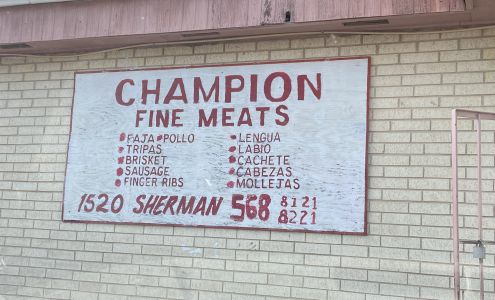 CHAMPION
FINE MEATS
FAJA POLLO
TRIPAS
BRISKET
SAUSAGE
FINGER RIBS
LENGUA
LABIO
CACHETE
CABEZAS
MOLLEJAS
1520 SHERMAN 568 8121
8221